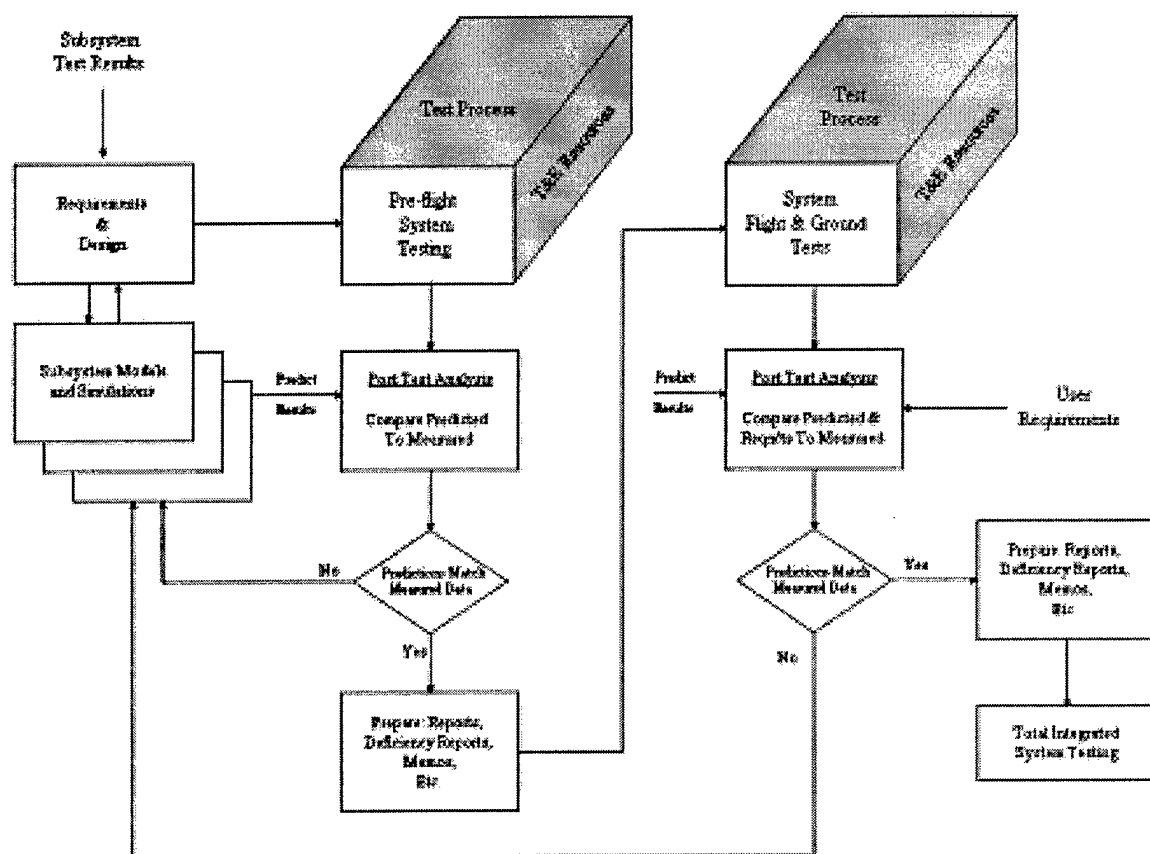 Subsystem
Test Results
Requirements
&
Design
Subsystem Models
and Simulations
Test Process
T&E Resources
Pre-flight
System
Testing
Predict
Results
Post Test Analysis
Compare Predicted
To Measured
No
Predictions Match
Measured Data
Yes
Prepare: Reports,
Deficiency Reports,
Memos,
Etc
Test
Process
T&E Resources
System
Flight & Ground
Tests
Predict
Results
Post Test Analysis
Compare Predicted &
Reqmts To Measured
User
Requirements
Predictions Match
Measured Data
Yes
No
Prepare: Reports,
Deficiency Reports,
Memos,
Etc
Total Integrated
System Testing